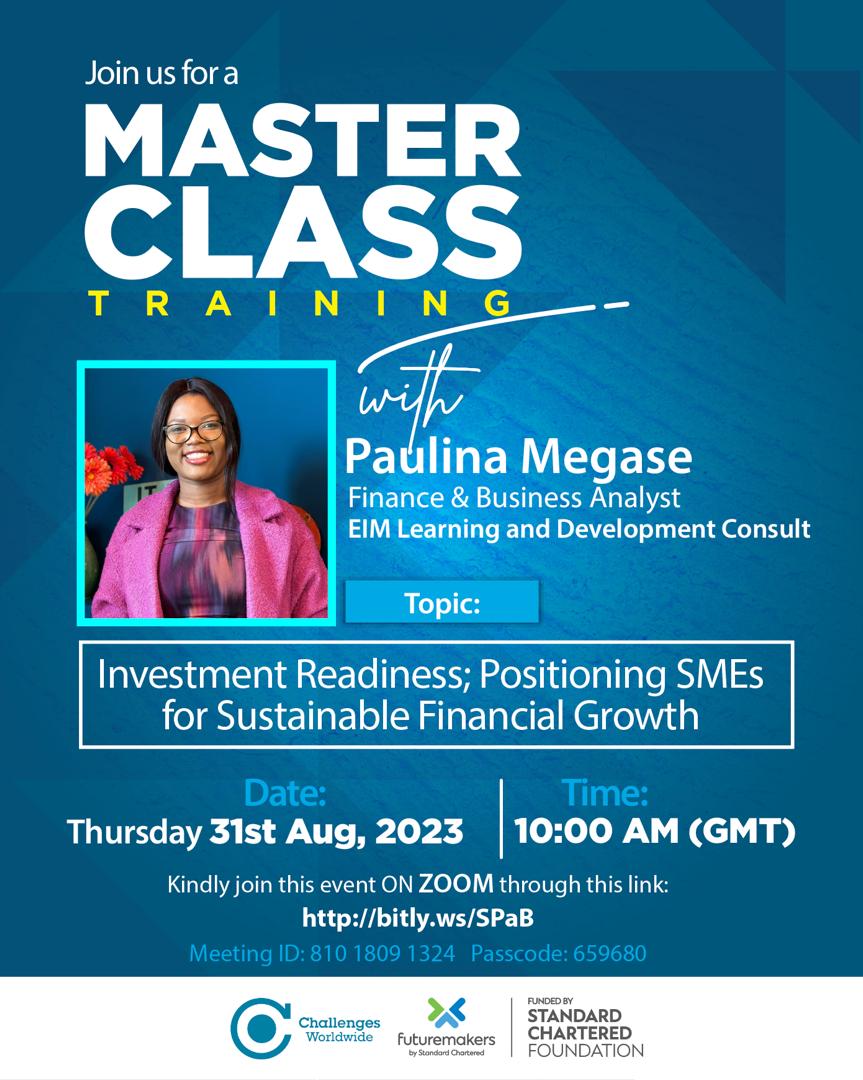 Join us for a
MASTER
CLASS
TRAINING
with
Paulina Megase
Finance & Business Analyst
EIM Learning and Development Consult
Topic:
Investment Readiness; Positioning SMEs
for Sustainable Financial Growth
Date:
Time:
Thursday 31st Aug, 2023
10:00 AM (GMT)
Kindly join this event ON ZOOM through this link:
http://bitly.ws/SPaB
Meeting ID: 810 1809 1324 Passcode: 659680
Challenges
Worldwide
futuremakers
by Standard Chartered
FUNDED BY
STANDARD
CHARTERED
FOUNDATION